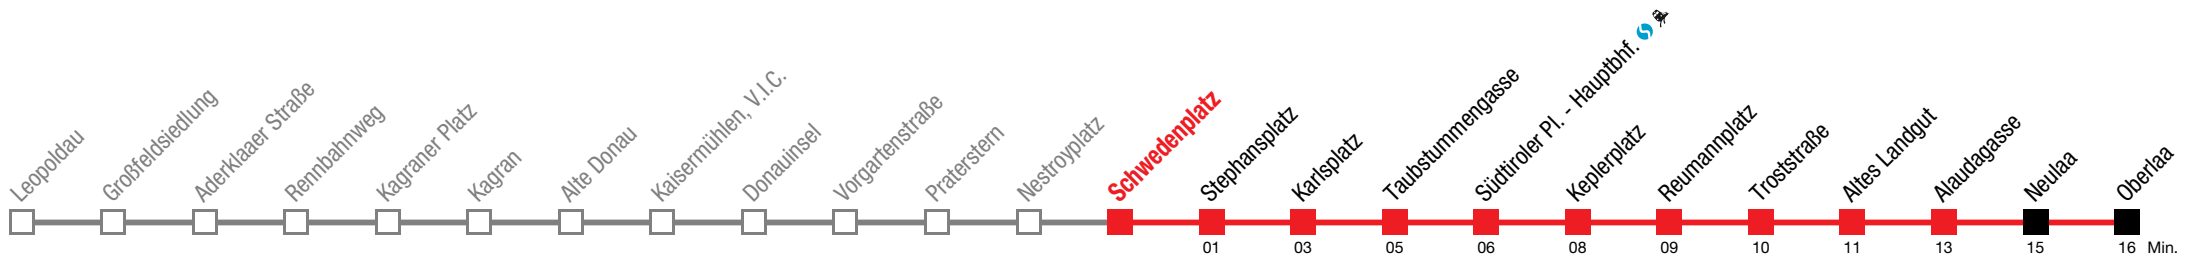 Leopoldau
Großfeldsiedlung
Aderklaaer Straße
Rennbahnweg
Kagraner Platz
Kagran
Alte Donau
Kaisermühlen, V.I.C.
Donauinsel
Vorgartenstraße
Praterstern
Nestroyplatz
Schwedenplatz
Stephansplatz
Karlsplatz
Taubstummengasse
Südtiroler Pl. - Hauptbhf.
Keplerplatz
Reumannplatz
Troststraße
Altes Landgut
Alaudagasse
Neulaa
Oberlaa
01 03 05 06 08 09 10 11 13 15 16 Min.